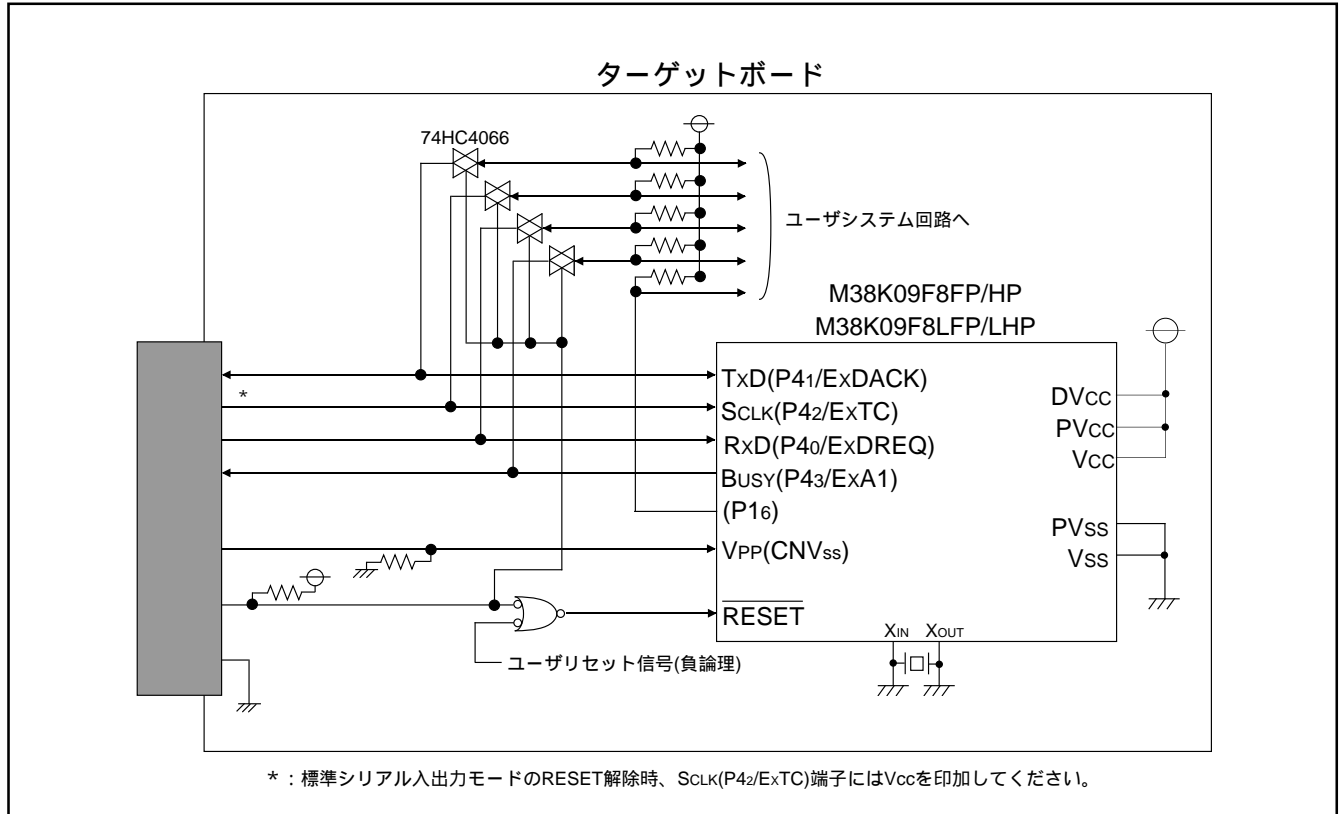 ターゲットボード
74HC4066
ユーザシステム回路へ
M38K09F8FP/HP
M38K09F8LFP/LHP
*
TXD(P41/EXDACK)
SCLK(P42/EXTC)
RXD(P40/EXDREQ)
BUSY(P43/EXA1)
(P16)
VPP(CNVss)
RESET
DVcc
PVcc
Vcc
PVss
Vss
XIN XOUT
ユーザリセット信号(負論理)
*：標準シリアル入出力モードのRESET解除時、SCLK(P42/EXTC)端子にはVccを印加してください。